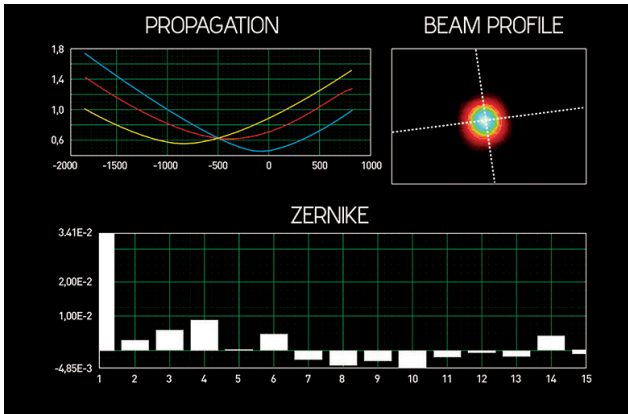 PROPAGATION
BEAM PROFILE
1,8
1,4
1,0
0,6
-2000 -1500 -1000 -500 0 500 1000
ZERNIKE
3.41E-2
2,00E-2
1,00E-2
-4,85E-3
1 2 3 4 5 6 7 8 9 10 11 12 13 14 15